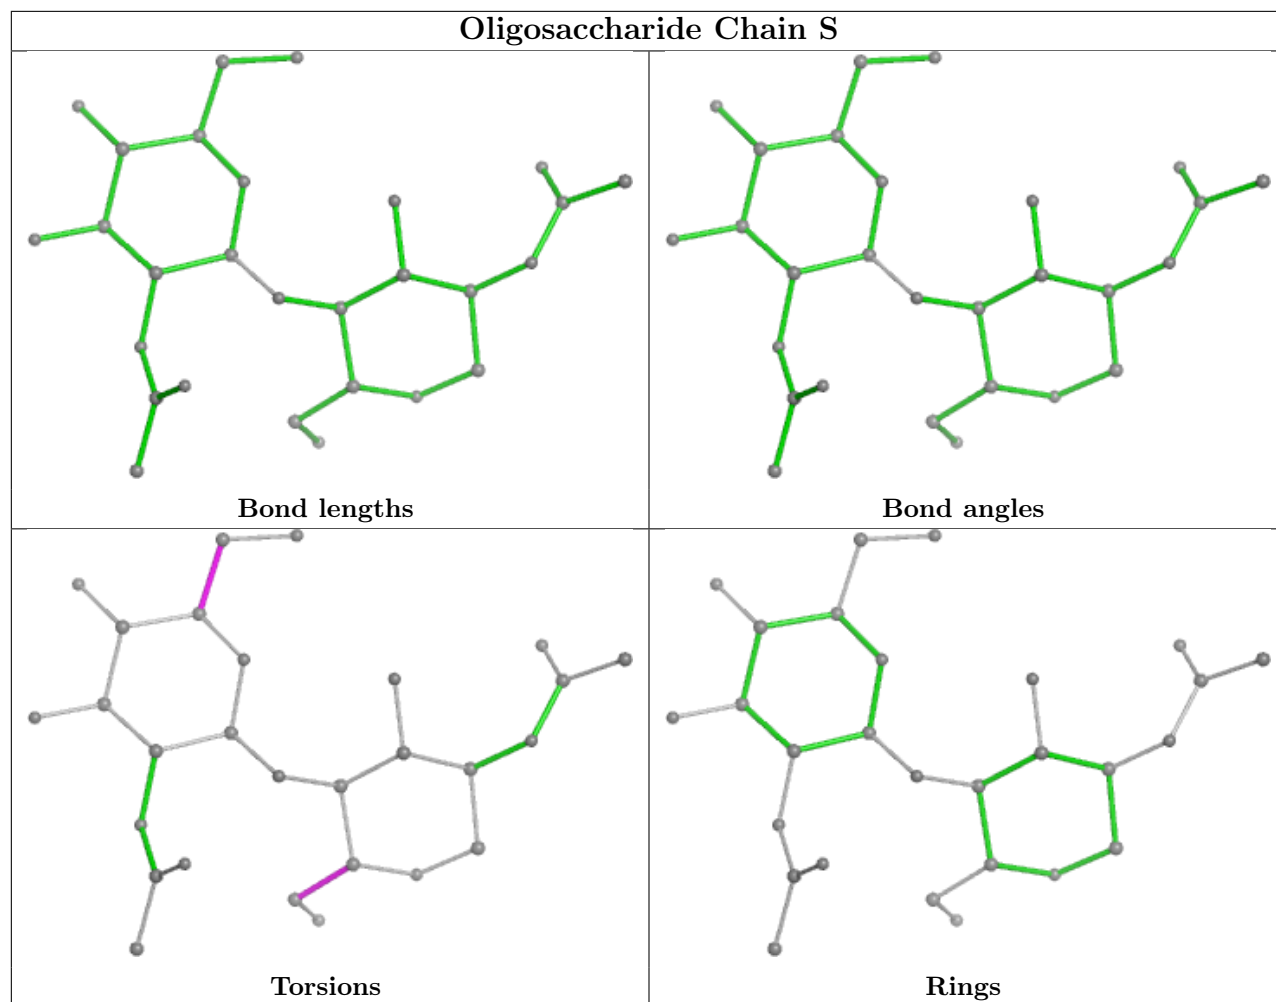 Oligosaccharide Chain S
Bond lengths
Bond angles
Torsions
Rings